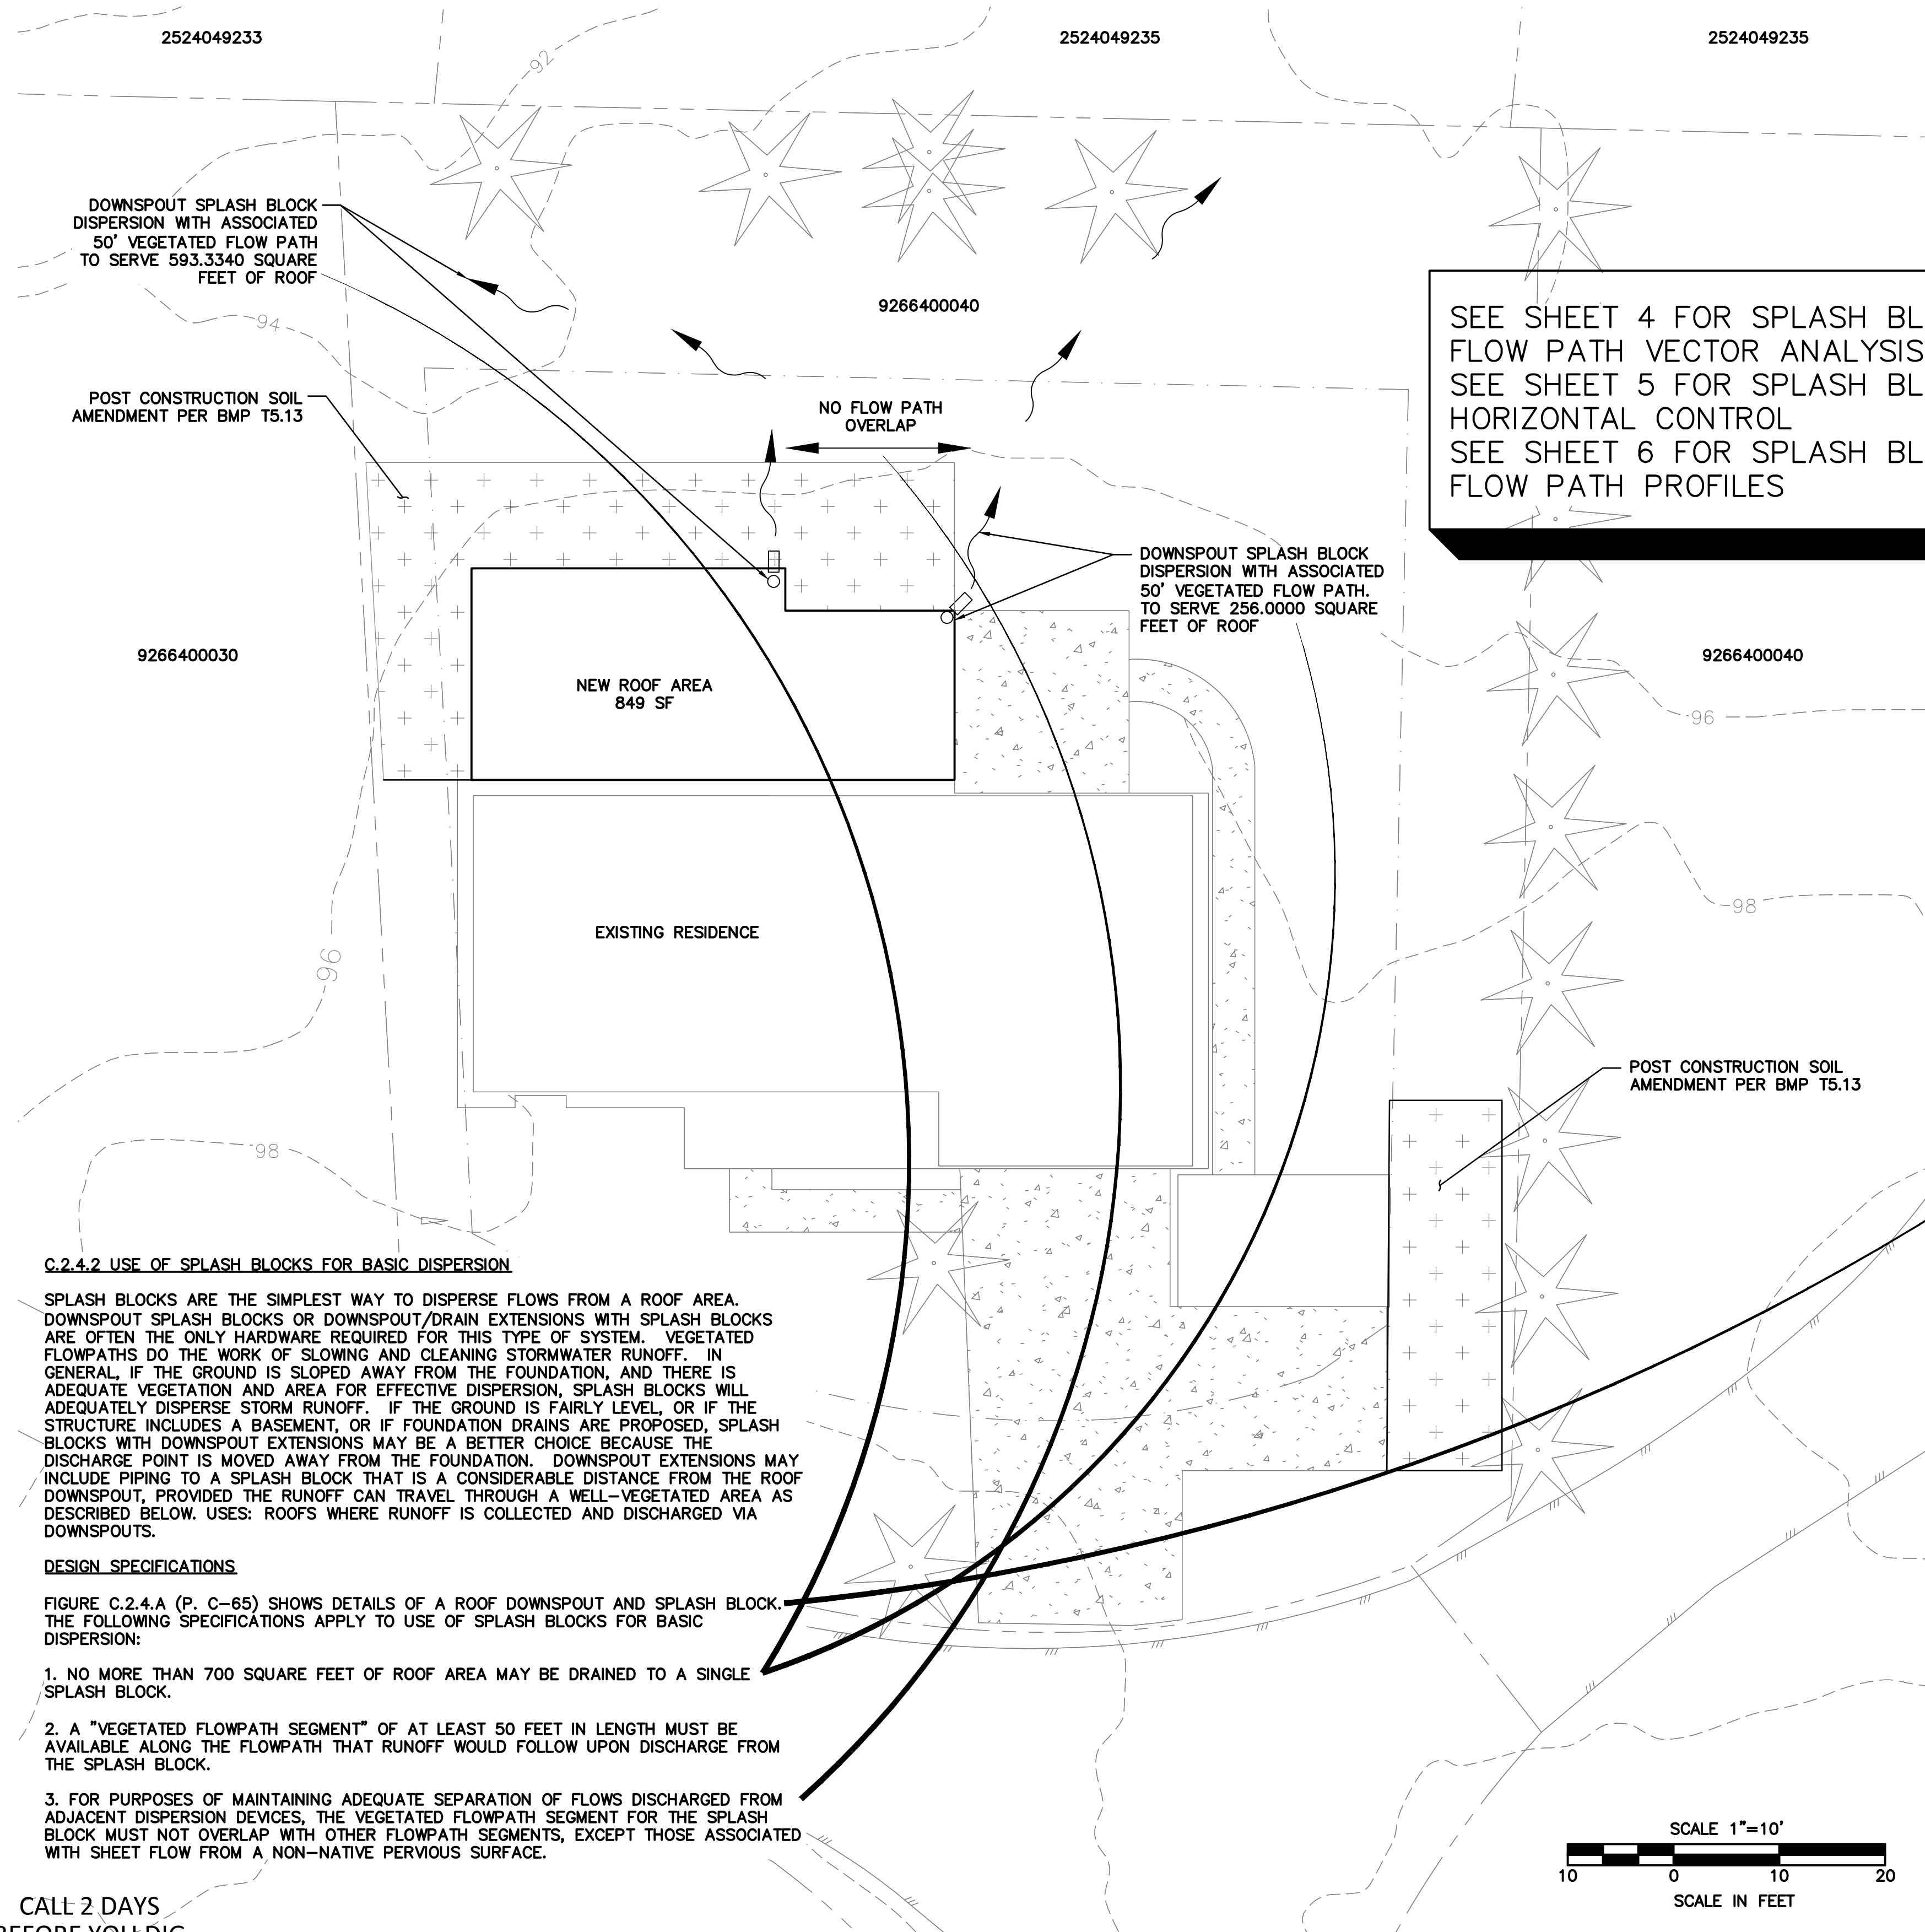 2524049233
2524049235
2524049235
92
DOWNSPOUT SPLASH BLOCK
DISPERSION WITH ASSOCIATED
50' VEGETATED FLOW PATH
TO SERVE 593.3340 SQUARE
FEET OF ROOF
9266400040
94
SEE SHEET 4 FOR SPLASH BL
FLOW PATH VECTOR ANALYSIS
SEE SHEET 5 FOR SPLASH BL
HORIZONTAL CONTROL
SEE SHEET 6 FOR SPLASH BL
FLOW PATH PROFILES
POST CONSTRUCTION SOIL
AMENDMENT PER BMP T5.13
NO FLOW PATH
OVERLAP
DOWNSPOUT SPLASH BLOCK
DISPERSION WITH ASSOCIATED
50' VEGETATED FLOW PATH.
TO SERVE 256.0000 SQUARE
FEET OF ROOF
9266400030
NEW ROOF AREA
849 SF
9266400040
96
98
EXISTING RESIDENCE
96
POST CONSTRUCTION SOIL
AMENDMENT PER BMP T5.13
98
C.2.4.2 USE OF SPLASH BLOCKS FOR BASIC DISPERSION
SPLASH BLOCKS ARE THE SIMPLEST WAY TO DISPERSE FLOWS FROM A ROOF AREA.
DOWNSPOUT SPLASH BLOCKS OR DOWNSPOUT/DRAIN EXTENSIONS WITH SPLASH BLOCKS
ARE OFTEN THE ONLY HARDWARE REQUIRED FOR THIS TYPE OF SYSTEM. VEGETATED
FLOWPATHS DO THE WORK OF SLOWING AND CLEANING STORMWATER RUNOFF. IN
GENERAL, IF THE GROUND IS SLOPED AWAY FROM THE FOUNDATION, AND THERE IS
ADEQUATE VEGETATION AND AREA FOR EFFECTIVE DISPERSION, SPLASH BLOCKS WILL
ADEQUATELY DISPERSE STORM RUNOFF. IF THE GROUND IS FAIRLY LEVEL, OR IF THE
STRUCTURE INCLUDES A BASEMENT, OR IF FOUNDATION DRAINS ARE PROPOSED, SPLASH
BLOCKS WITH DOWNSPOUT EXTENSIONS MAY BE A BETTER CHOICE BECAUSE THE
DISCHARGE POINT IS MOVED AWAY FROM THE FOUNDATION. DOWNSPOUT EXTENSIONS MAY
INCLUDE PIPING TO A SPLASH BLOCK THAT IS A CONSIDERABLE DISTANCE FROM THE ROOF
DOWNSPOUT, PROVIDED THE RUNOFF CAN TRAVEL THROUGH A WELL-VEGETATED AREA AS
DESCRIBED BELOW. USES: ROOFS WHERE RUNOFF IS COLLECTED AND DISCHARGED VIA
DOWNSPOUTS.
DESIGN SPECIFICATIONS
FIGURE C.2.4.A (P. C-65) SHOWS DETAILS OF A ROOF DOWNSPOUT AND SPLASH BLOCK.
THE FOLLOWING SPECIFICATIONS APPLY TO USE OF SPLASH BLOCKS FOR BASIC
DISPERSION:
1. NO MORE THAN 700 SQUARE FEET OF ROOF AREA MAY BE DRAINED TO A SINGLE
SPLASH BLOCK.
2. A "VEGETATED FLOWPATH SEGMENT" OF AT LEAST 50 FEET IN LENGTH MUST BE
AVAILABLE ALONG THE FLOWPATH THAT RUNOFF WOULD FOLLOW UPON DISCHARGE FROM
THE SPLASH BLOCK.
3. FOR PURPOSES OF MAINTAINING ADEQUATE SEPARATION OF FLOWS DISCHARGED FROM
ADJACENT DISPERSION DEVICES, THE VEGETATED FLOWPATH SEGMENT FOR THE SPLASH
BLOCK MUST NOT OVERLAP WITH OTHER FLOWPATH SEGMENTS, EXCEPT THOSE ASSOCIATED
WITH SHEET FLOW FROM A NON-NATIVE PERVIOUS SURFACE.
SCALE 1"=10'
10 0 10 20
SCALE IN FEET
CALL 2 DAYS
BEFORE YOU DIG